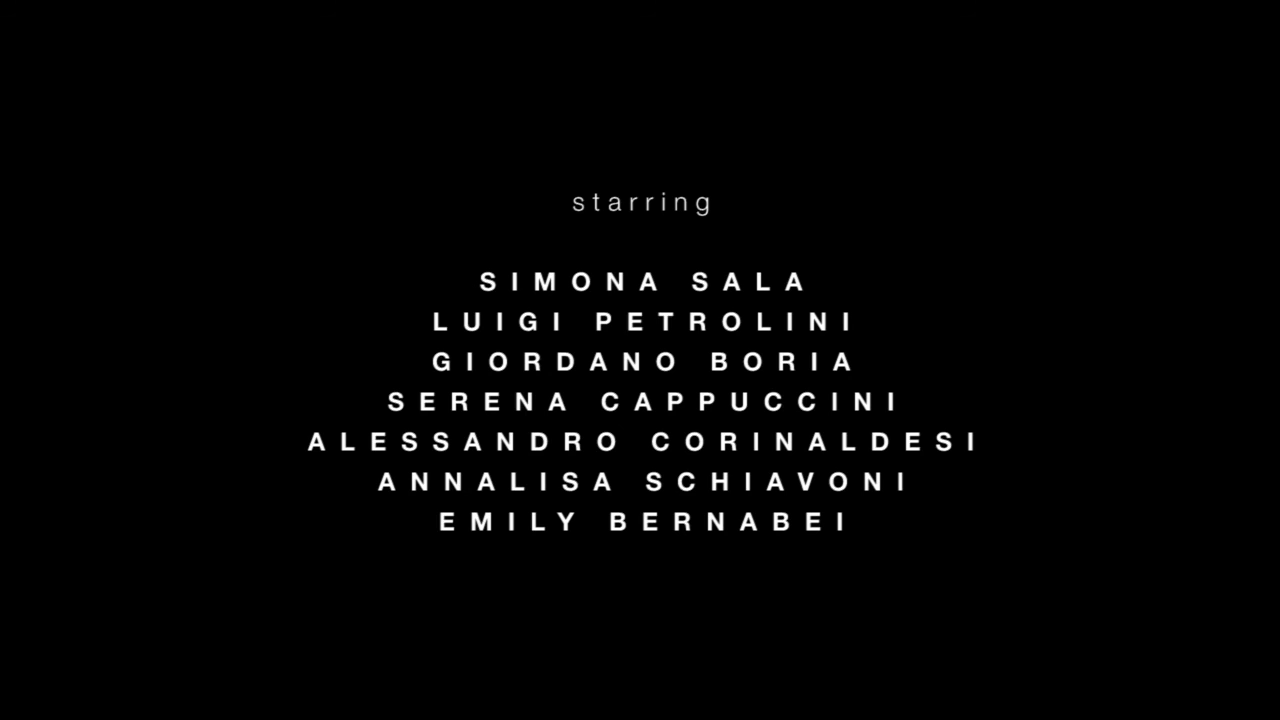 starring
SIMONA SALA
LUIGI PETROLINI
GIORDANO BORIA
SERENA CAPPUCCINI
ALESSANDRO CORINALDESI
ANNALISA SCHIAVONI
EMILY BERNABEI